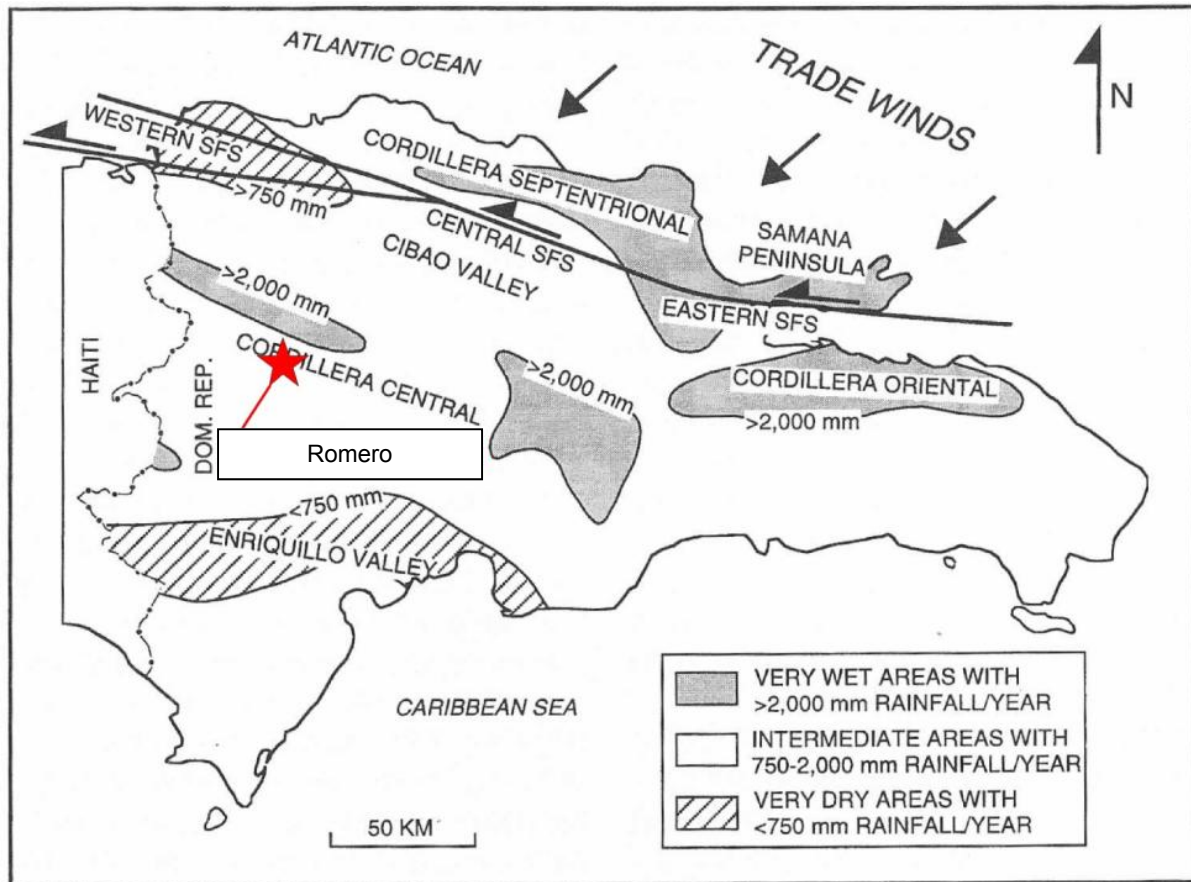 ATLANTIC OCEAN
TRADE WINDS
N
WESTERN SFS
>750 mm
CORDILLERA SEPTENTRIONAL
CENTRAL SFS
CIBAO VALLEY
SAMANA
PENINSULA
EASTERN SFS
>2,000 mm
CORDILLERA CENTRAL
HAITI
DOM. REP.
>2,000 mm
CORDILLERA ORIENTAL
>2,000 mm
Romero
<750 mm
ENRIQUILLO VALLEY
CARIBBEAN SEA
50 KM
VERY WET AREAS WITH
>2,000 mm RAINFALL/YEAR
INTERMEDIATE AREAS WITH
750-2,000 mm RAINFALL/YEAR
VERY DRY AREAS WITH
<750 mm RAINFALL/YEAR